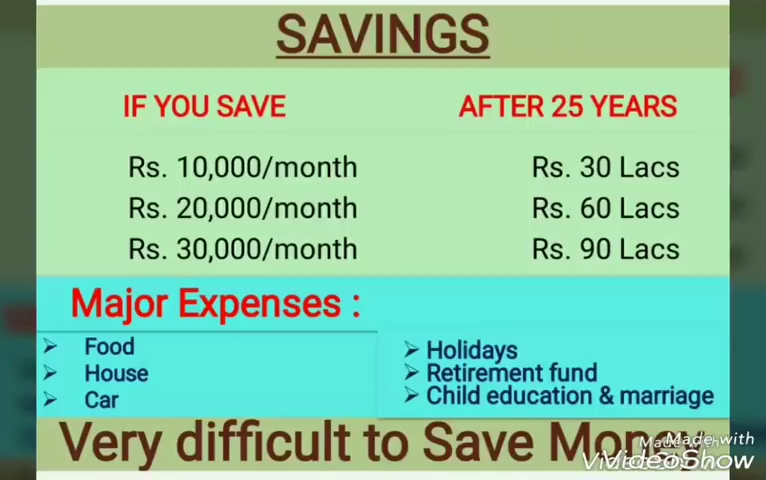 SAVINGS
IF YOU SAVE AFTER 25 YEARS
Rs. 10,000/month Rs. 30 Lacs
Rs. 20,000/month Rs. 60 Lacs
Rs. 30,000/month Rs. 90 Lacs
Major Expenses :
Food
House
Car
Holidays
Retirement fund
Child education & marriage
Very difficult to Save Money
Made with
VideoShow